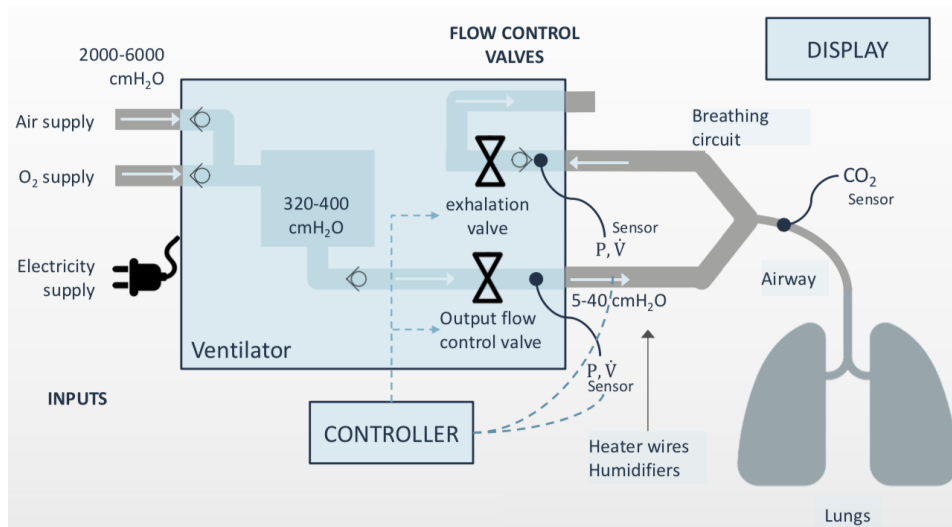 FLOW CONTROL
VALVES
DISPLAY
2000-6000
cmH₂O
Air supply
O₂ supply
Electricity
supply
INPUTS
320-400
cmH₂O
exhalation
valve
Output flow
control valve
Ventilator
CONTROLLER
Sensor
P, V̇
5-40 cmH₂O
P, V̇
Sensor
Heater wires
Humidifiers
Breathing
circuit
CO₂
Sensor
Airway
Lungs